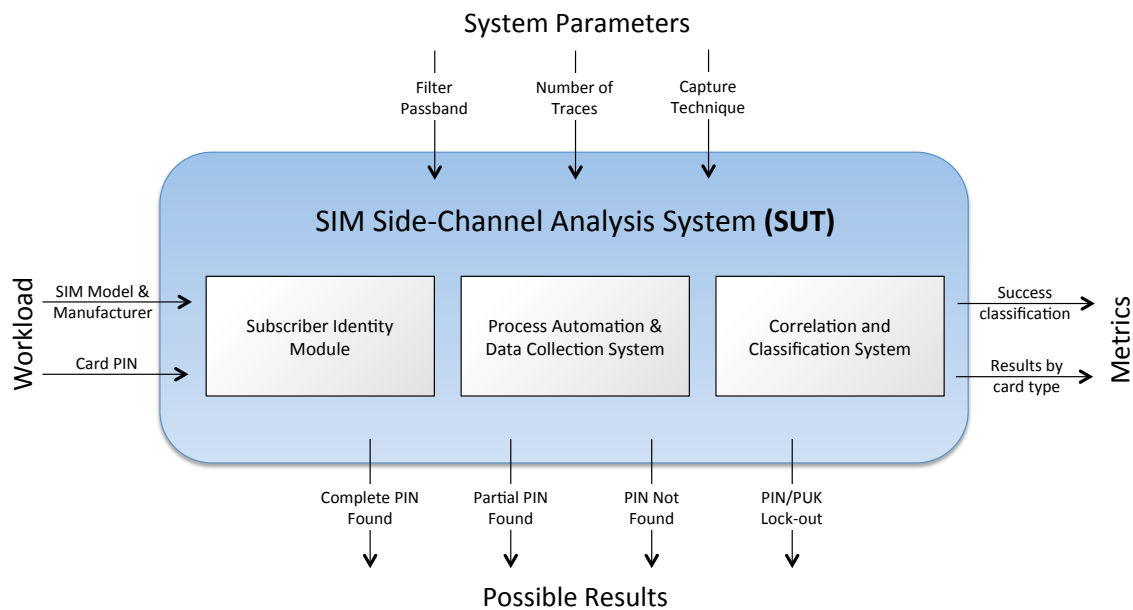 System Parameters
Filter
Passband
Number of
Traces
Capture
Technique
SIM Side-Channel Analysis System (SUT)
Workload
SIM Model &
Manufacturer
Card PIN
Subscriber Identity
Module
Process Automation &
Data Collection System
Correlation and
Classification System
Success
classification
Results by
card type
Metrics
Complete PIN
Found
Partial PIN
Found
PIN Not
Found
PIN/PUK
Lock-out
Possible Results